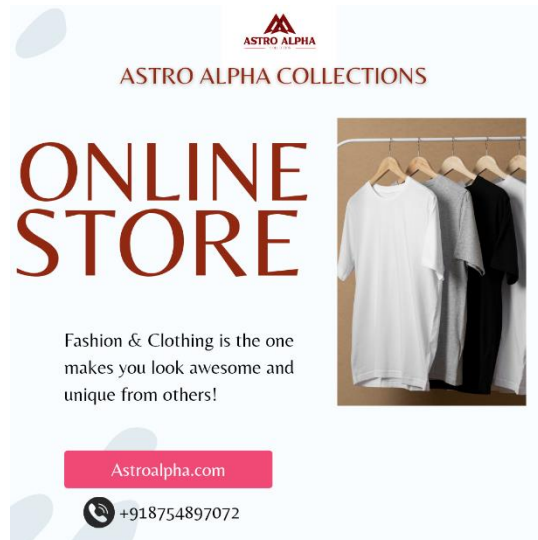 ASTRO ALPHA
ASTRO ALPHA COLLECTIONS
ONLINE
STORE
Fashion & Clothing is the one
makes you look awesome and
unique from others!
Astroalpha.com
+918754897072